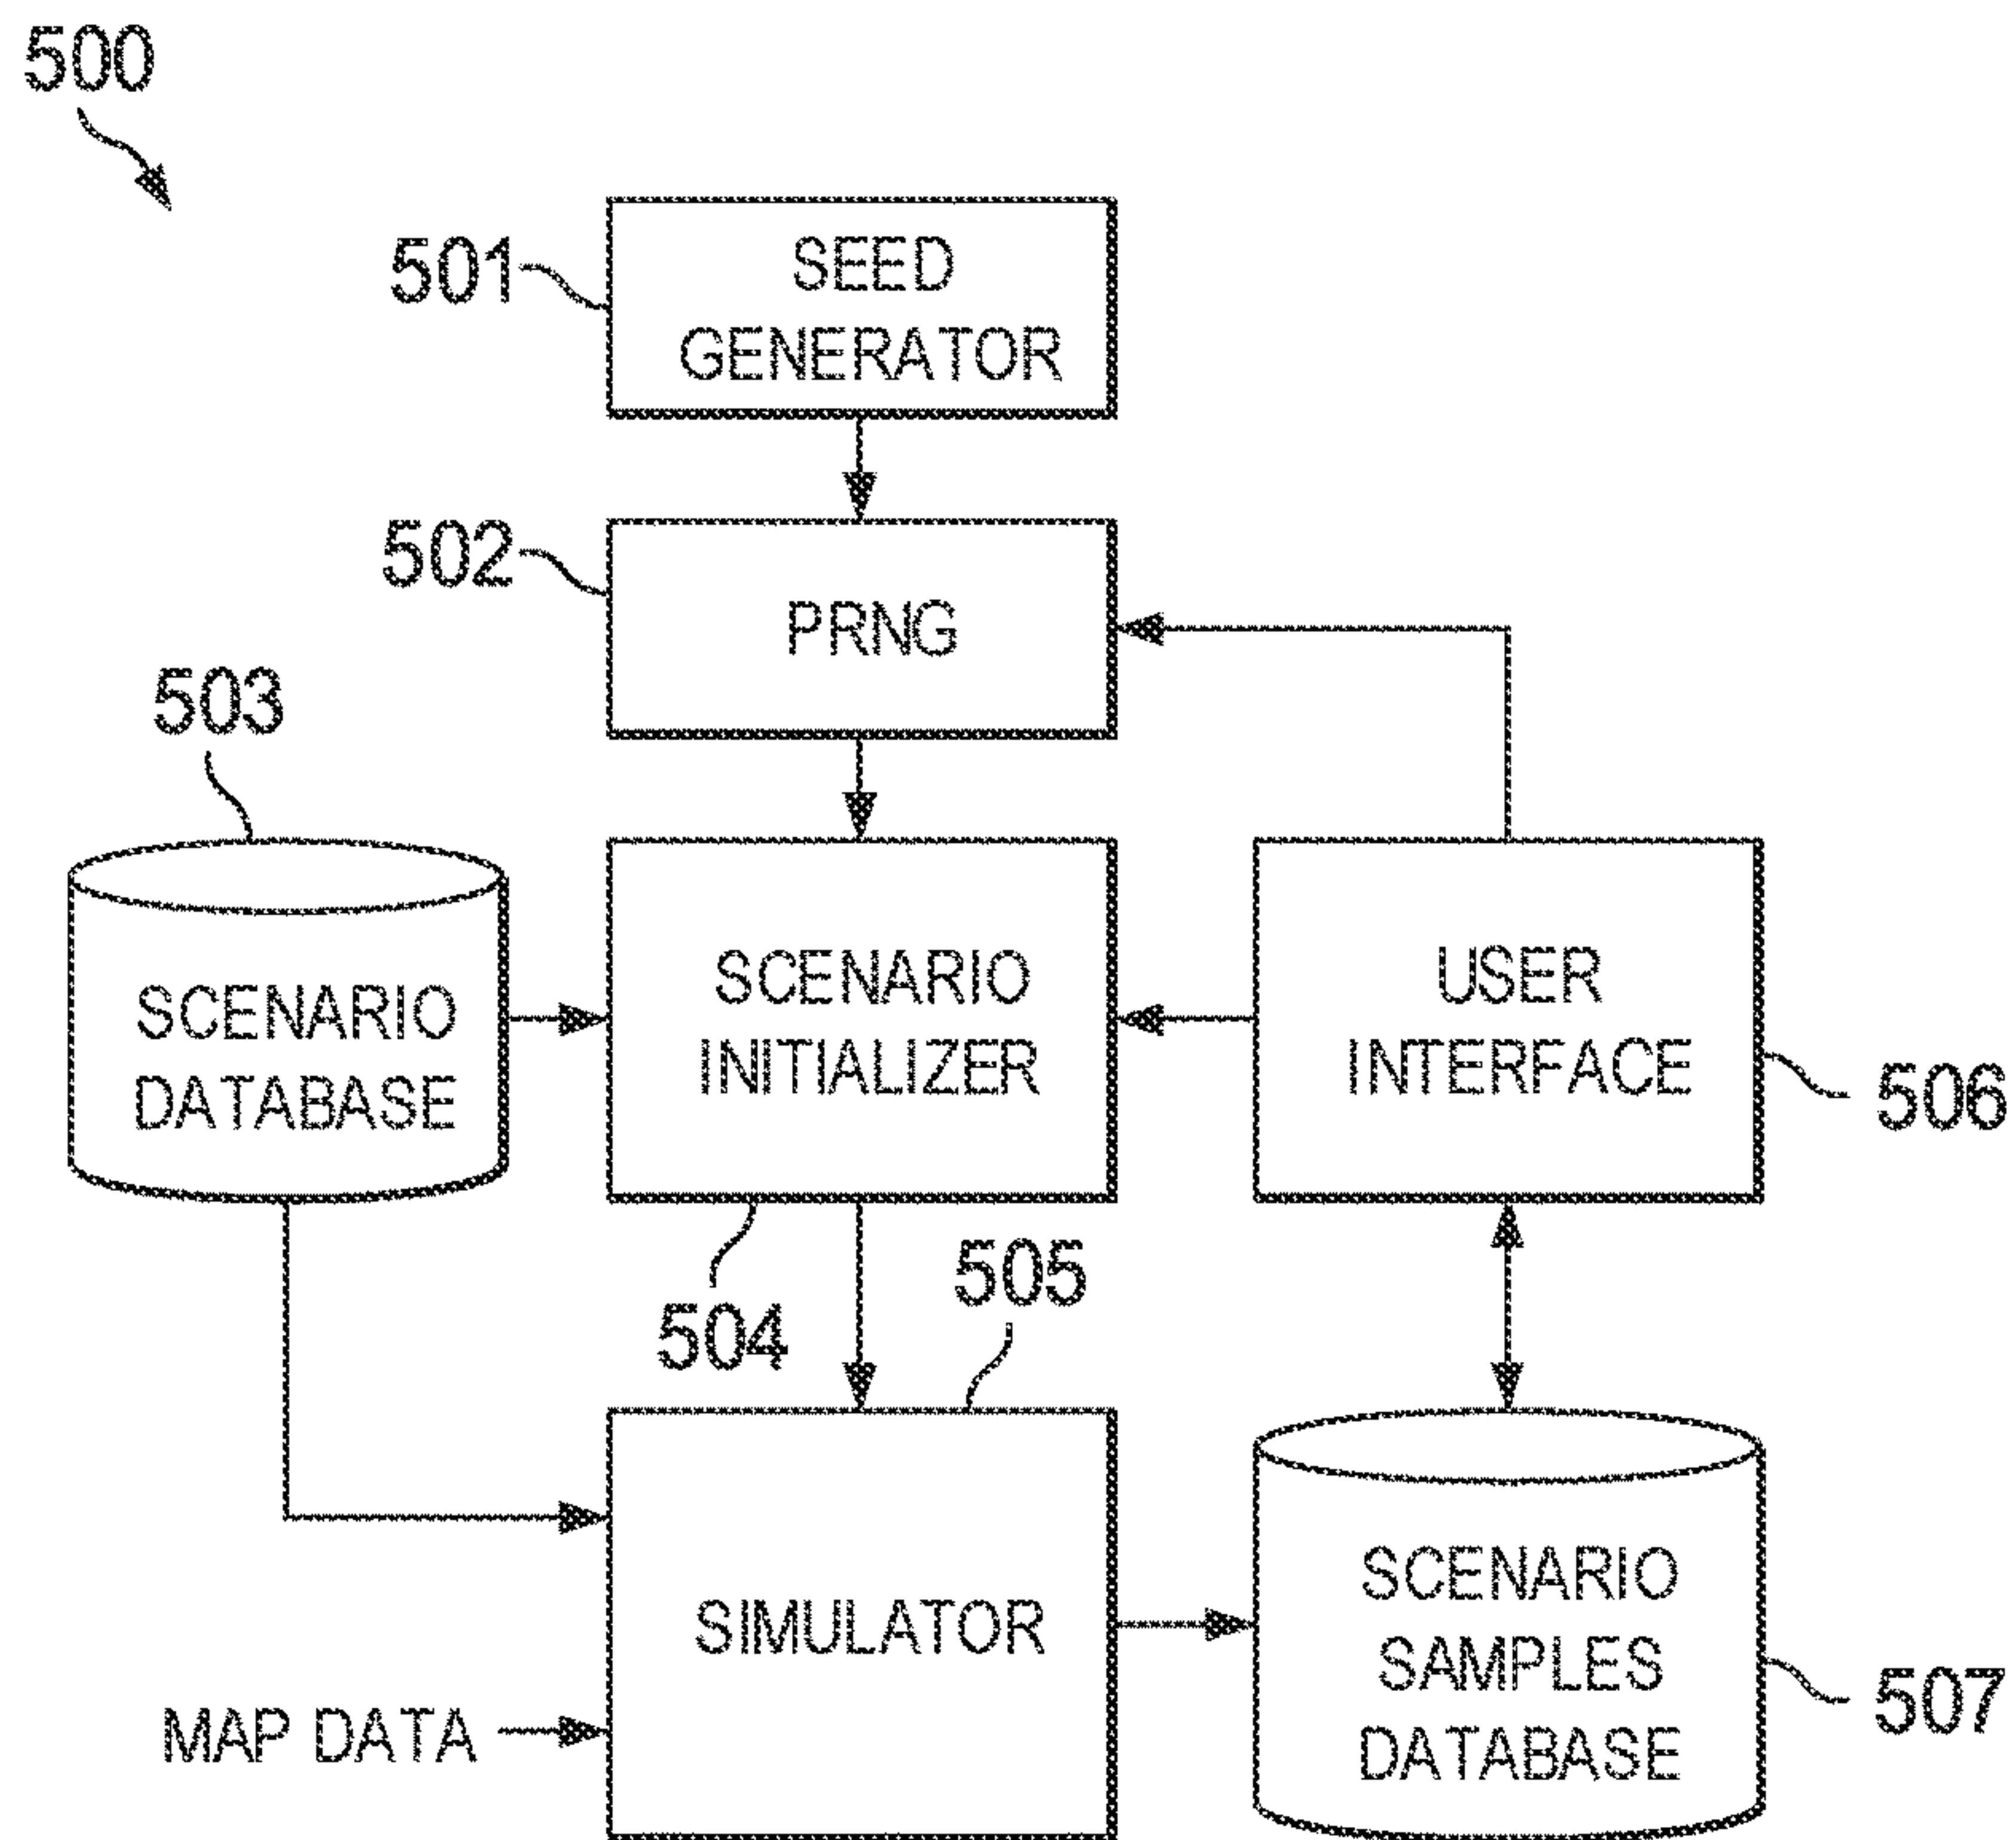 500
501
SEED
GENERATOR
502
PRNG
503
SCENARIO
DATABASE
SCENARIO
INITIALIZER
USER
INTERFACE
506
504
505
SIMULATOR
MAP DATA
SCENARIO
SAMPLES
DATABASE
507